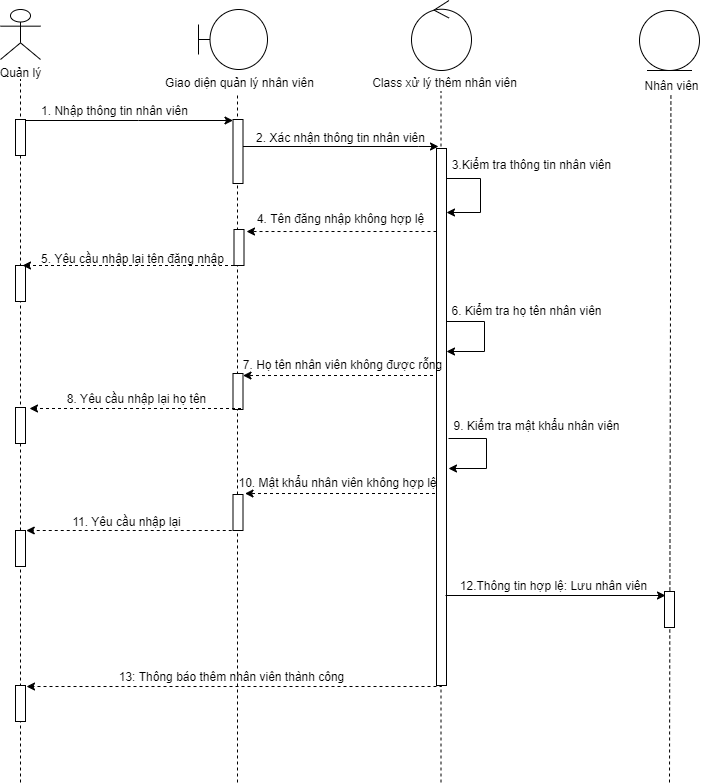 Quản lý
Giao diện quản lý nhân viên
Class xử lý thêm nhân viên
Nhân viên
1. Nhập thông tin nhân viên
2. Xác nhận thông tin nhân viên
3.Kiểm tra thông tin nhân viên
4. Tên đăng nhập không hợp lệ
5. Yêu cầu nhập lại tên đăng nhập
6. Kiểm tra họ tên nhân viên
7. Họ tên nhân viên không được rỗng
8. Yêu cầu nhập lại họ tên
9. Kiểm tra mật khẩu nhân viên
10. Mật khẩu nhân viên không hợp lệ
11. Yêu cầu nhập lại
12.Thông tin hợp lệ: Lưu nhân viên
13: Thông báo thêm nhân viên thành công